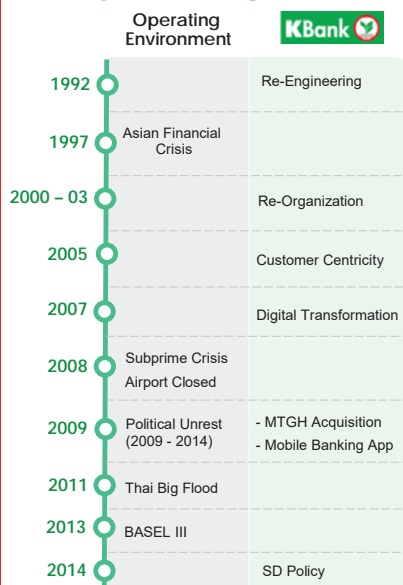 Operating
Environment
KBank
1992
Re-Engineering
1997
Asian Financial
Crisis
2000 – 03
Re-Organization
2005
Customer Centricity
2007
Digital Transformation
2008
Subprime Crisis
Airport Closed
2009
Political Unrest
(2009 - 2014)
- MTGH Acquisition
- Mobile Banking App
2011
Thai Big Flood
2013
BASEL III
2014
SD Policy